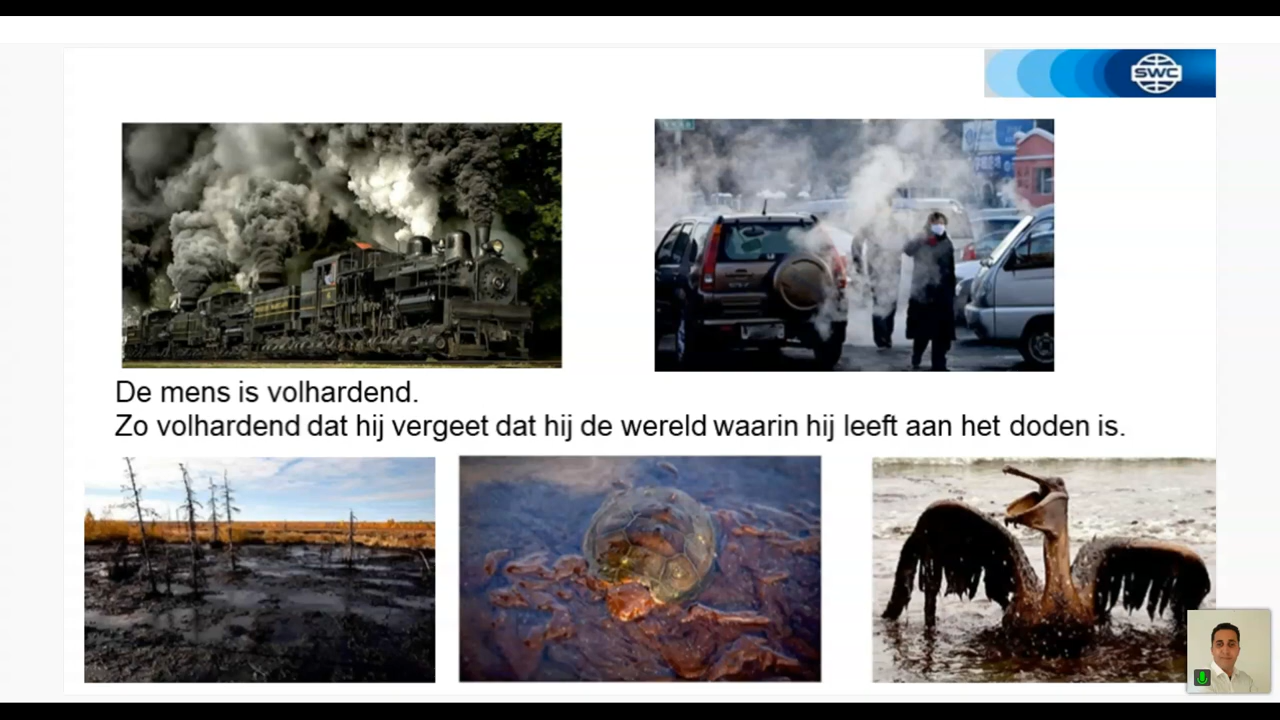 SWC
De mens is volhardend.
Zo volhardend dat hij vergeet dat hij de wereld waarin hij leeft aan het doden is.